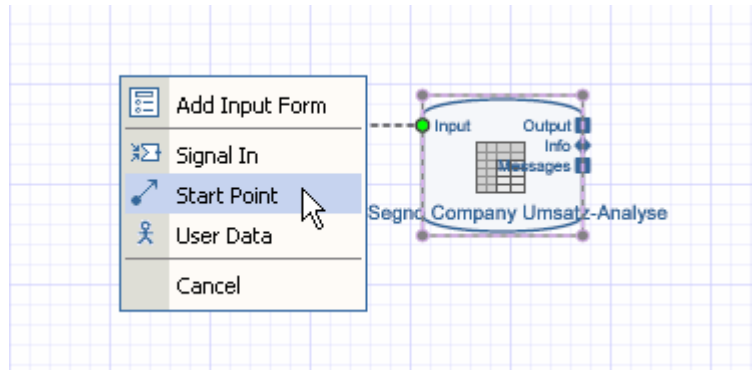 Add Input Form
Signal In
Start Point
User Data
Cancel
Input
Output
Info
Messages
Segno Company Umsatz-Analyse